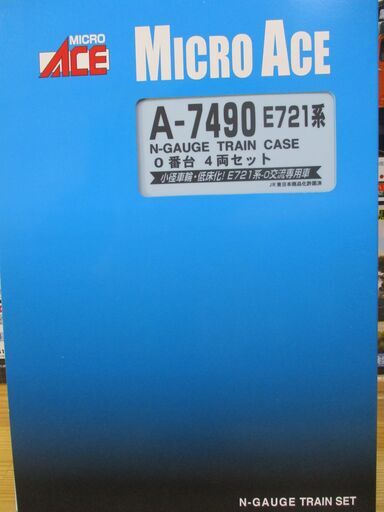 MICRO
ACE
MICRO ACE
A-7490 E721系
N-GAUGE TRAIN CASE
0番台 4両セット
小径車輪・低床化!E721系-0交流専用車
JR東日本商品化許諾済
N-GAUGE TRAIN SET